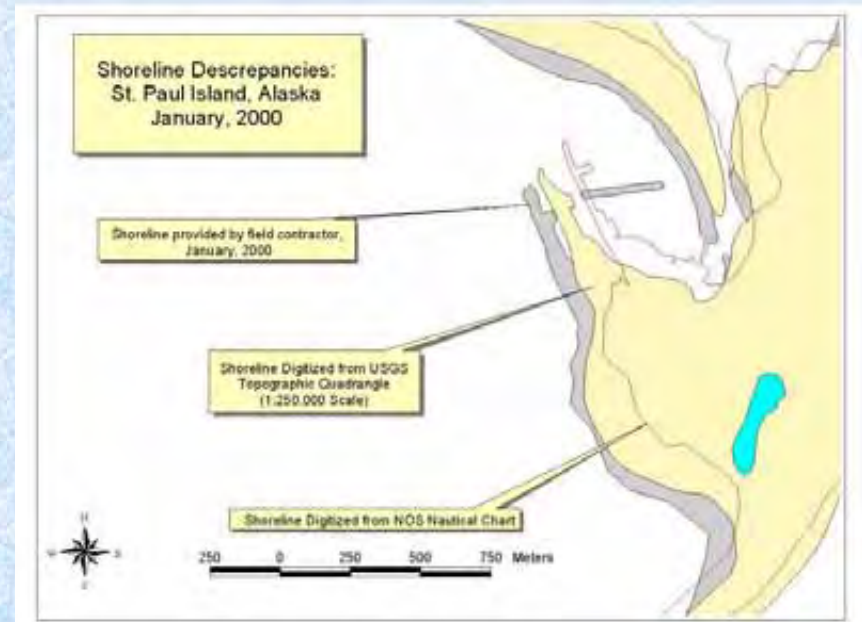 Shoreline Descrepancies:
St. Paul Island, Alaska
January, 2000
Shoreline provided by field contractor,
January, 2000
Shoreline Digitized from USGS
Topographic Quadrangle
(1:250,000 Scale)
Shoreline Digitized from NOS Nautical Chart
250 0 250 500 750 Meters